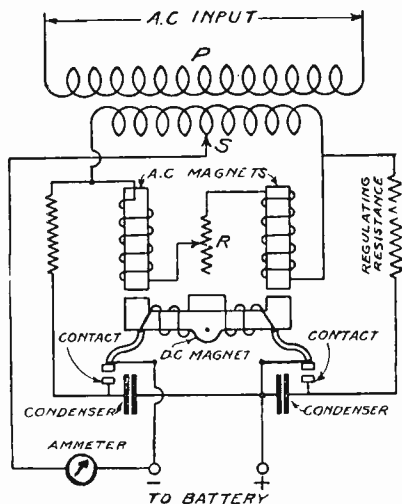 A.C INPUT
P
S
A.C MAGNETS
R
REGULATING
RESISTANCE
CONTACT
D.C MAGNET
CONTACT
CONDENSER
CONDENSER
AMMETER
- +
TO BATTERY